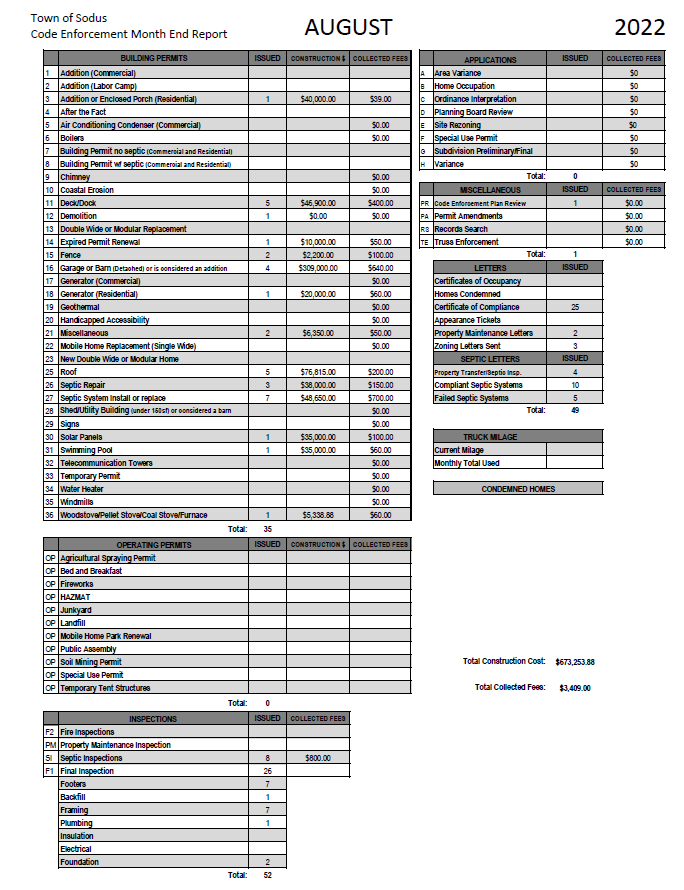 Town of Sodus
Code Enforcement Month End Report
AUGUST
2022
BUILDING PERMITS ISSUED CONSTRUCTION $ COLLECTED FEES
1 Addition (Commercial)
2 Addition (Labor Camp)
3 Addition or Enclosed Porch (Residential) 1 $40,000.00 $39.00
4 After the Fact
5 Air Conditioning Condenser (Commercial) $0.00
6 Boilers $0.00
7 Building Permit no septic (Commercial and Residential)
8 Building Permit w/ septic (Commercial and Residential)
9 Chimney $0.00
10 Coastal Erosion $0.00
11 Deck/Dock 5 $46,900.00 $400.00
12 Demolition 1 $0.00 $0.00
13 Double Wide or Modular Replacement
14 Expired Permit Renewal 1 $10,000.00 $50.00
15 Fence 2 $2,200.00 $100.00
16 Garage or Barn (Detached) or is considered an addition 4 $309,000.00 $640.00
17 Generator (Commercial) $0.00
18 Generator (Residential) 1 $20,000.00 $60.00
19 Geothermal $0.00
20 Handicapped Accessibility $0.00
21 Miscellaneous 2 $6,350.00 $50.00
22 Mobile Home Replacement (Single Wide) $0.00
23 New Double Wide or Modular Home
25 Roof 5 $76,815.00 $200.00
26 Septic Repair 3 $38,000.00 $150.00
27 Septic System Install or replace 7 $48,650.00 $700.00
28 Shed/Utility Building (under 150sf) or considered a barn $0.00
29 Signs $0.00
30 Solar Panels 1 $35,000.00 $100.00
31 Swimming Pool 1 $35,000.00 $60.00
32 Telecommunication Towers $0.00
33 Temporary Permit $0.00
34 Water Heater $0.00
35 Windmills $0.00
36 Woodstove/Pellet Stove/Coal Stove/Furnace 1 $5,338.88 $60.00
Total: 35
OPERATING PERMITS ISSUED CONSTRUCTION $ COLLECTED FEES
OP Agricultural Spraying Permit
OP Bed and Breakfast
OP Fireworks
OP HAZMAT
OP Junkyard
OP Landfill
OP Mobile Home Park Renewal
OP Public Assembly
OP Soil Mining Permit
OP Special Use Permit
OP Temporary Tent Structures
Total: 0
INSPECTIONS ISSUED COLLECTED FEES
F2 Fire Inspections
PM Property Maintenance Inspection
SI Septic Inspections 8 $800.00
F1 Final Inspection 26
Footers 7
Backfill 1
Framing 7
Plumbing 1
Insulation
Electrical
Foundation 2
Total: 52
APPLICATIONS ISSUED COLLECTED FEES
A Area Variance $0
B Home Occupation $0
C Ordinance Interpretation $0
D Planning Board Review $0
E Site Rezoning $0
F Special Use Permit $0
G Subdivision Preliminary/Final $0
H Variance $0
Total: 0
MISCELLANEOUS ISSUED COLLECTED FEES
PR Code Enforcement Plan Review 1 $0.00
PA Permit Amendments $0.00
RS Records Search $0.00
TE Truss Enforcement $0.00
Total: 1
LETTERS ISSUED
Certificates of Occupancy
Homes Condemned
Certificate of Compliance 25
Appearance Tickets
Property Maintenance Letters 2
Zoning Letters Sent 3
SEPTIC LETTERS ISSUED
Property Transfer/Septic Insp. 4
Compliant Septic Systems 10
Failed Septic Systems 5
Total: 49
TRUCK MILAGE
Current Milage
Monthly Total Used
CONDEMNED HOMES
Total Construction Cost: $673,253.88
Total Collected Fees: $3,409.00